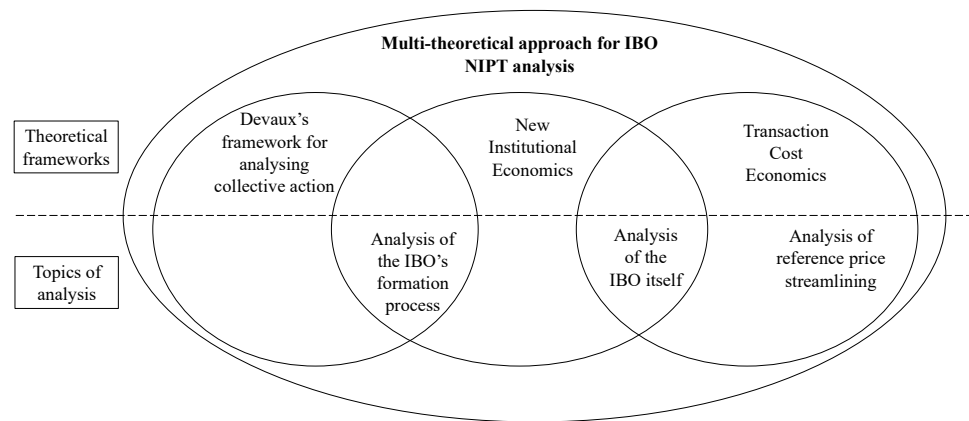 Multi-theoretical approach for IBO
NIPT analysis
Theoretical
frameworks
Devaux's
framework for
analysing
collective action
New
Institutional
Economics
Transaction
Cost
Economics
Topics of
analysis
Analysis of
the IBO's
formation
process
Analysis
of the
IBO itself
Analysis of
reference price
streamlining